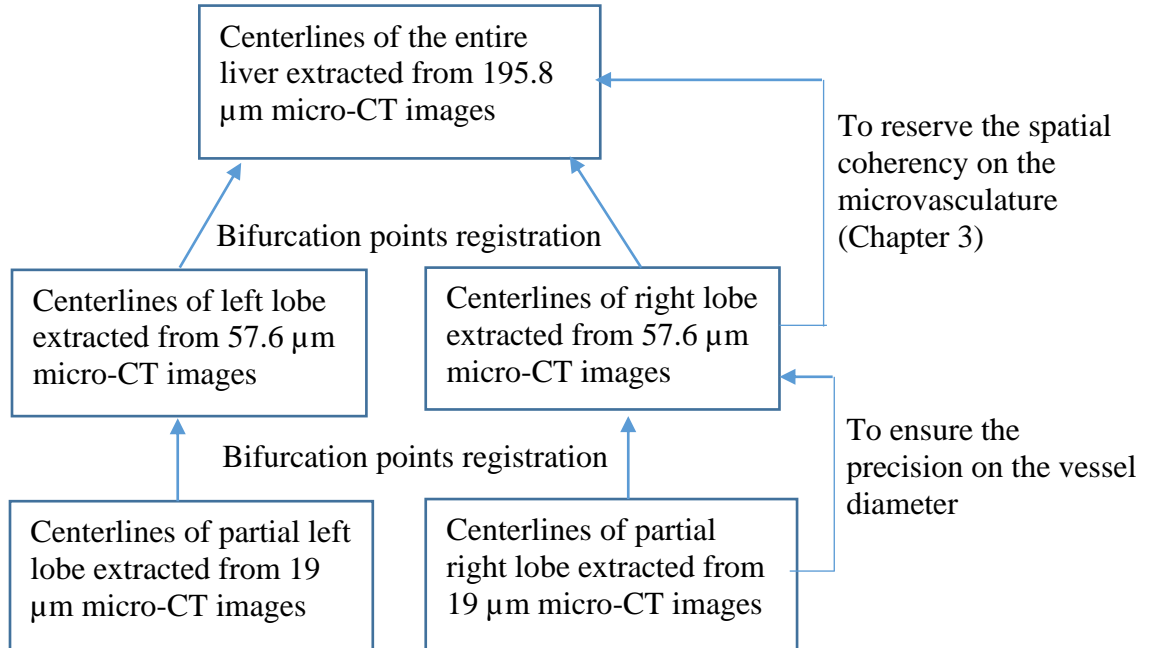 Centerlines of the entire
liver extracted from 195.8
µm micro-CT images
To reserve the spatial
coherency on the
microvasculature
(Chapter 3)
Bifurcation points registration
Centerlines of left lobe
extracted from 57.6 µm
micro-CT images
Centerlines of right lobe
extracted from 57.6 µm
micro-CT images
To ensure the
precision on the vessel
diameter
Bifurcation points registration
Centerlines of partial left
lobe extracted from 19
µm micro-CT images
Centerlines of partial
right lobe extracted from
19 µm micro-CT images